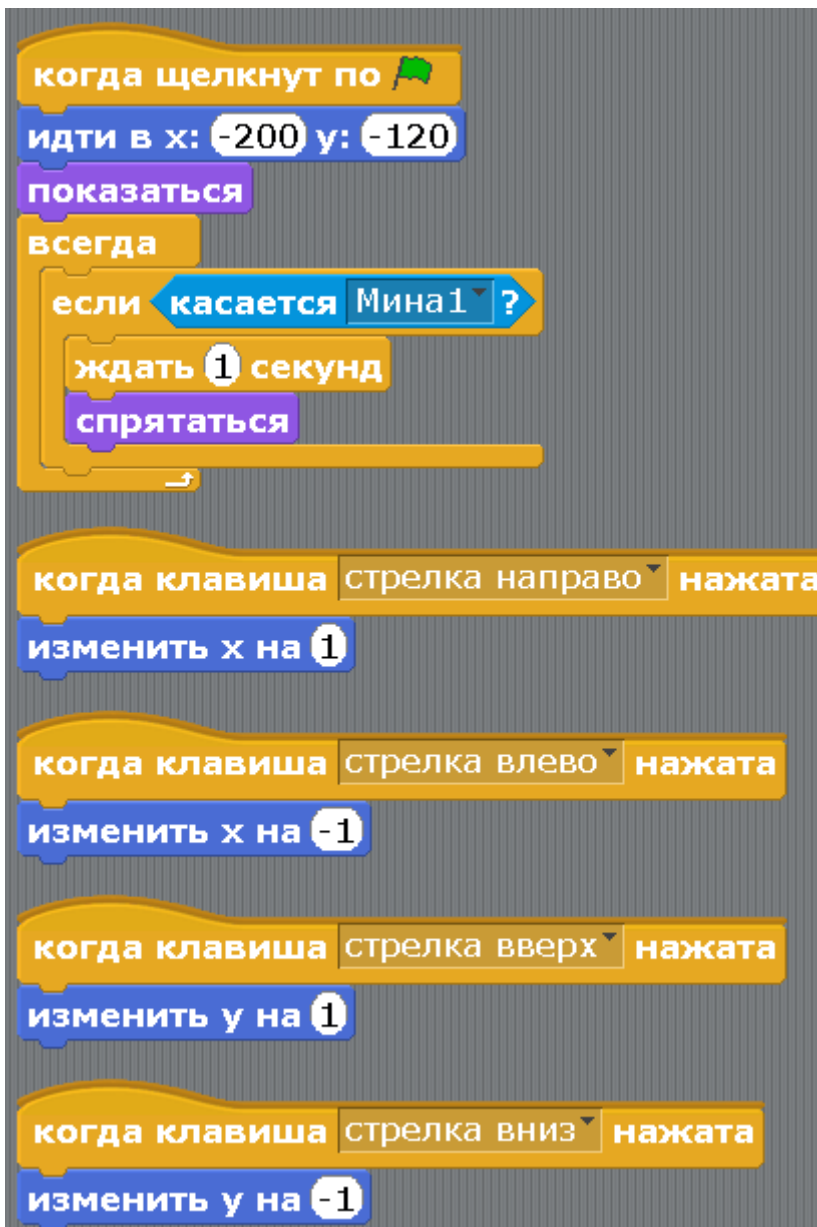 когда щелкнут по
идти в x: -200 y: -120
показаться
всегда
если касается Мина1 ?
ждать 1 секунд
спрятаться
когда клавиша стрелка направо нажата
изменить x на 1
когда клавиша стрелка влево нажата
изменить x на -1
когда клавиша стрелка вверх нажата
изменить y на 1
когда клавиша стрелка вниз нажата
изменить y на -1